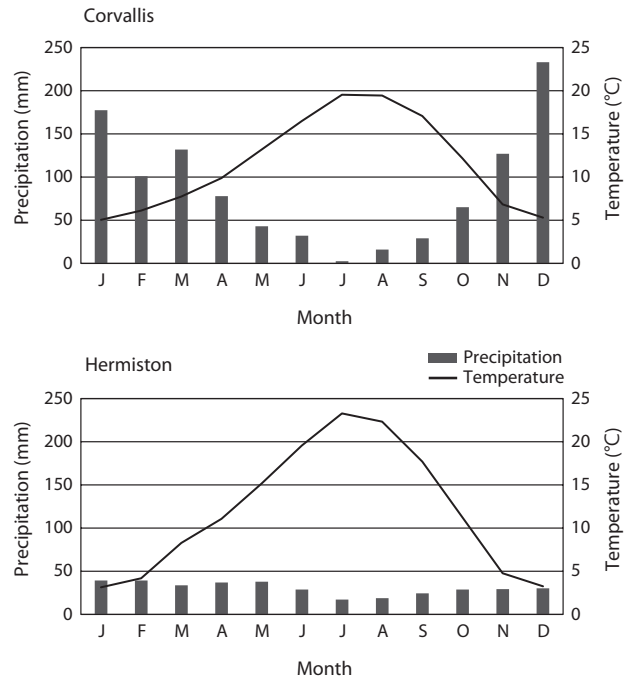 Corvallis
Precipitation (mm)
250
200
150
100
50
0
Temperature (°C)
25
20
15
10
5
0
J F M A M J J A S O N D
Month
Hermiston
Precipitation
Temperature
Precipitation (mm)
250
200
150
100
50
0
Temperature (°C)
25
20
15
10
5
0
J F M A M J J A S O N D
Month